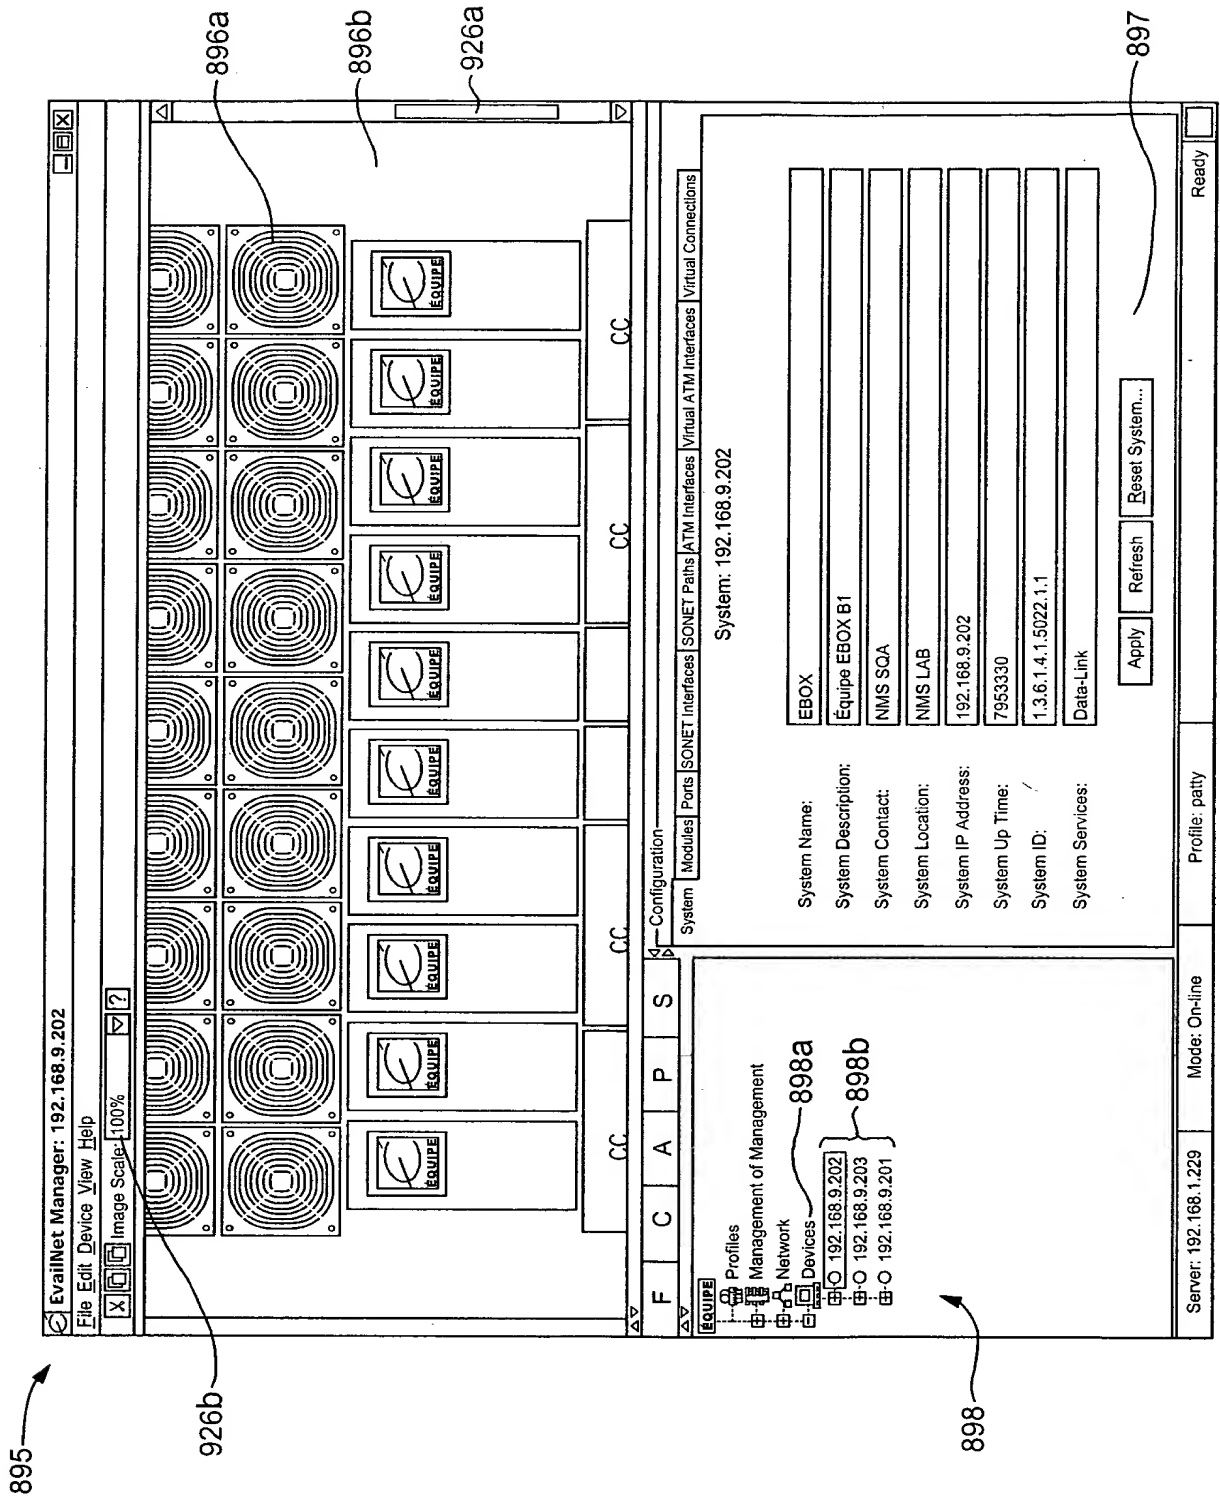 895
EvailNet Manager: 192.168.9.202
File Edit Device View Help
X Image Scale: 100% ?
926b
896a
896b
926a
ÉQUIPE ÉQUIPE ÉQUIPE ÉQUIPE ÉQUIPE ÉQUIPE ÉQUIPE ÉQUIPE ÉQUIPE ÉQUIPE
CC CC CC CC
F C A P S
ÉQUIPE
Profiles
Management of Management
Network
Devices
898a
192.168.9.202
192.168.9.203
192.168.9.201
898b
898
Configuration
System Modules Ports SONET Interfaces SONET Paths ATM Interfaces Virtual ATM Interfaces Virtual Connections
System: 192.168.9.202
System Name: EBOX
System Description: Équipe EBOX B1
System Contact: NMS SQA
System Location: NMS LAB
System IP Address: 192.168.9.202
System Up Time: 7953330
System ID: 1.3.6.1.4.1.5022.1.1
System Services: Data-Link
Apply Refresh Reset System...
897
Server: 192.168.1.229 Mode: On-line Profile: patty Ready